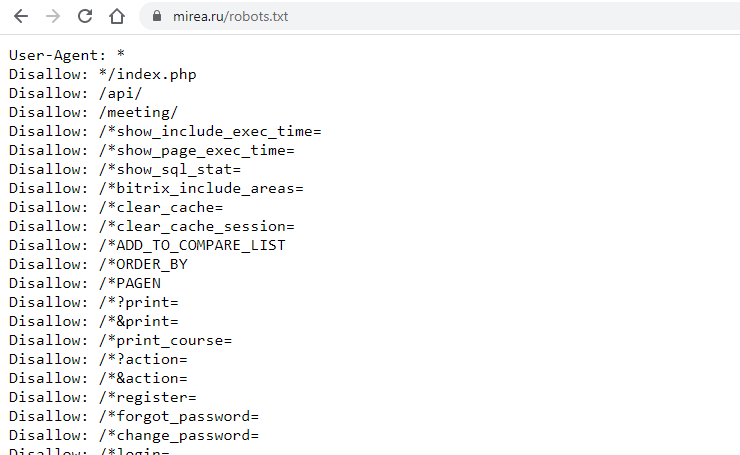 mirea.ru/robots.txt
User-Agent: *
Disallow: */index.php
Disallow: /api/
Disallow: /meeting/
Disallow: /*show_include_exec_time=
Disallow: /*show_page_exec_time=
Disallow: /*show_sql_stat=
Disallow: /*bitrix_include_areas=
Disallow: /*clear_cache=
Disallow: /*clear_cache_session=
Disallow: /*ADD_TO_COMPARE_LIST
Disallow: /*ORDER_BY
Disallow: /*PAGEN
Disallow: /*?print=
Disallow: /*&print=
Disallow: /*print_course=
Disallow: /*?action=
Disallow: /*&action=
Disallow: /*register=
Disallow: /*forgot_password=
Disallow: /*change_password=
Disallow: /*login=